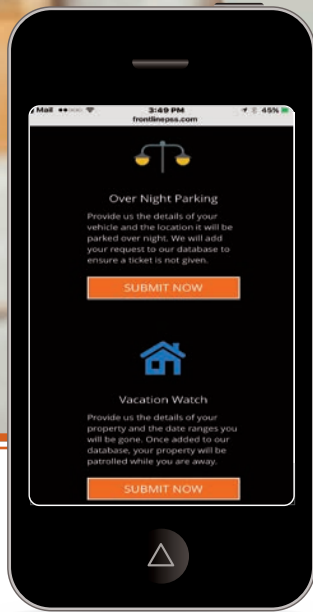 Mail 3:49 PM 45%
frontlinepss.com
Over Night Parking
Provide us the details of your
vehicle and the location it will be
parked over night. We will add
your request to our database to
ensure a ticket is not given.
SUBMIT NOW
Vacation Watch
Provide us the details of your
property and the date ranges you
will be gone. Once added to our
database, your property will be
patrolled while you are away.
SUBMIT NOW